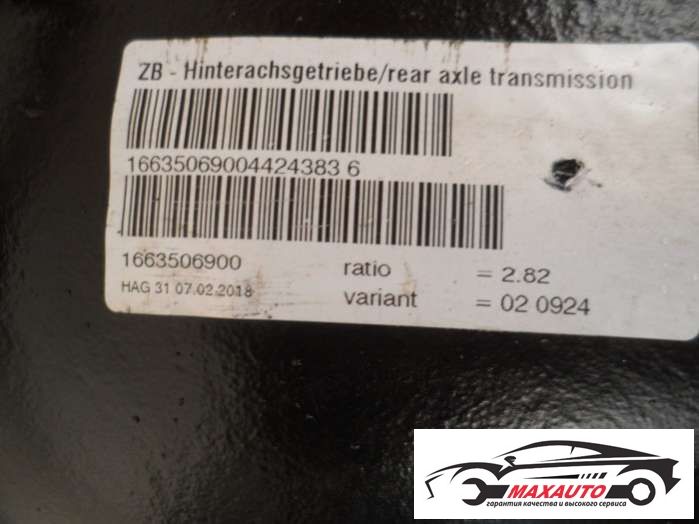 ZB - Hinterachsgetriebe/rear axle transmission
16635069004424383 6
1663506900
ratio = 2.82
HAG 31 07.02.2018
variant = 02 0924
MAXAUTO
гарантия качества и высокого сервиса